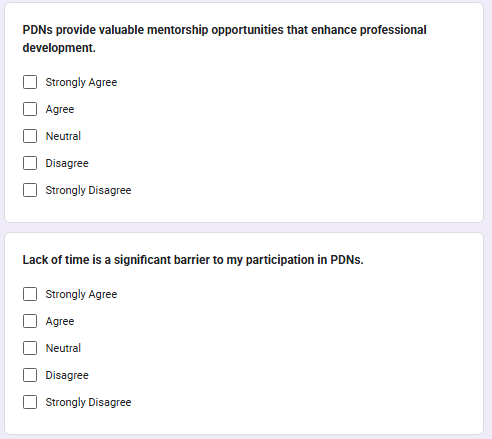 PDNs provide valuable mentorship opportunities that enhance professional
development.
Strongly Agree
Agree
Neutral
Disagree
Strongly Disagree
Lack of time is a significant barrier to my participation in PDNs.
Strongly Agree
Agree
Neutral
Disagree
Strongly Disagree